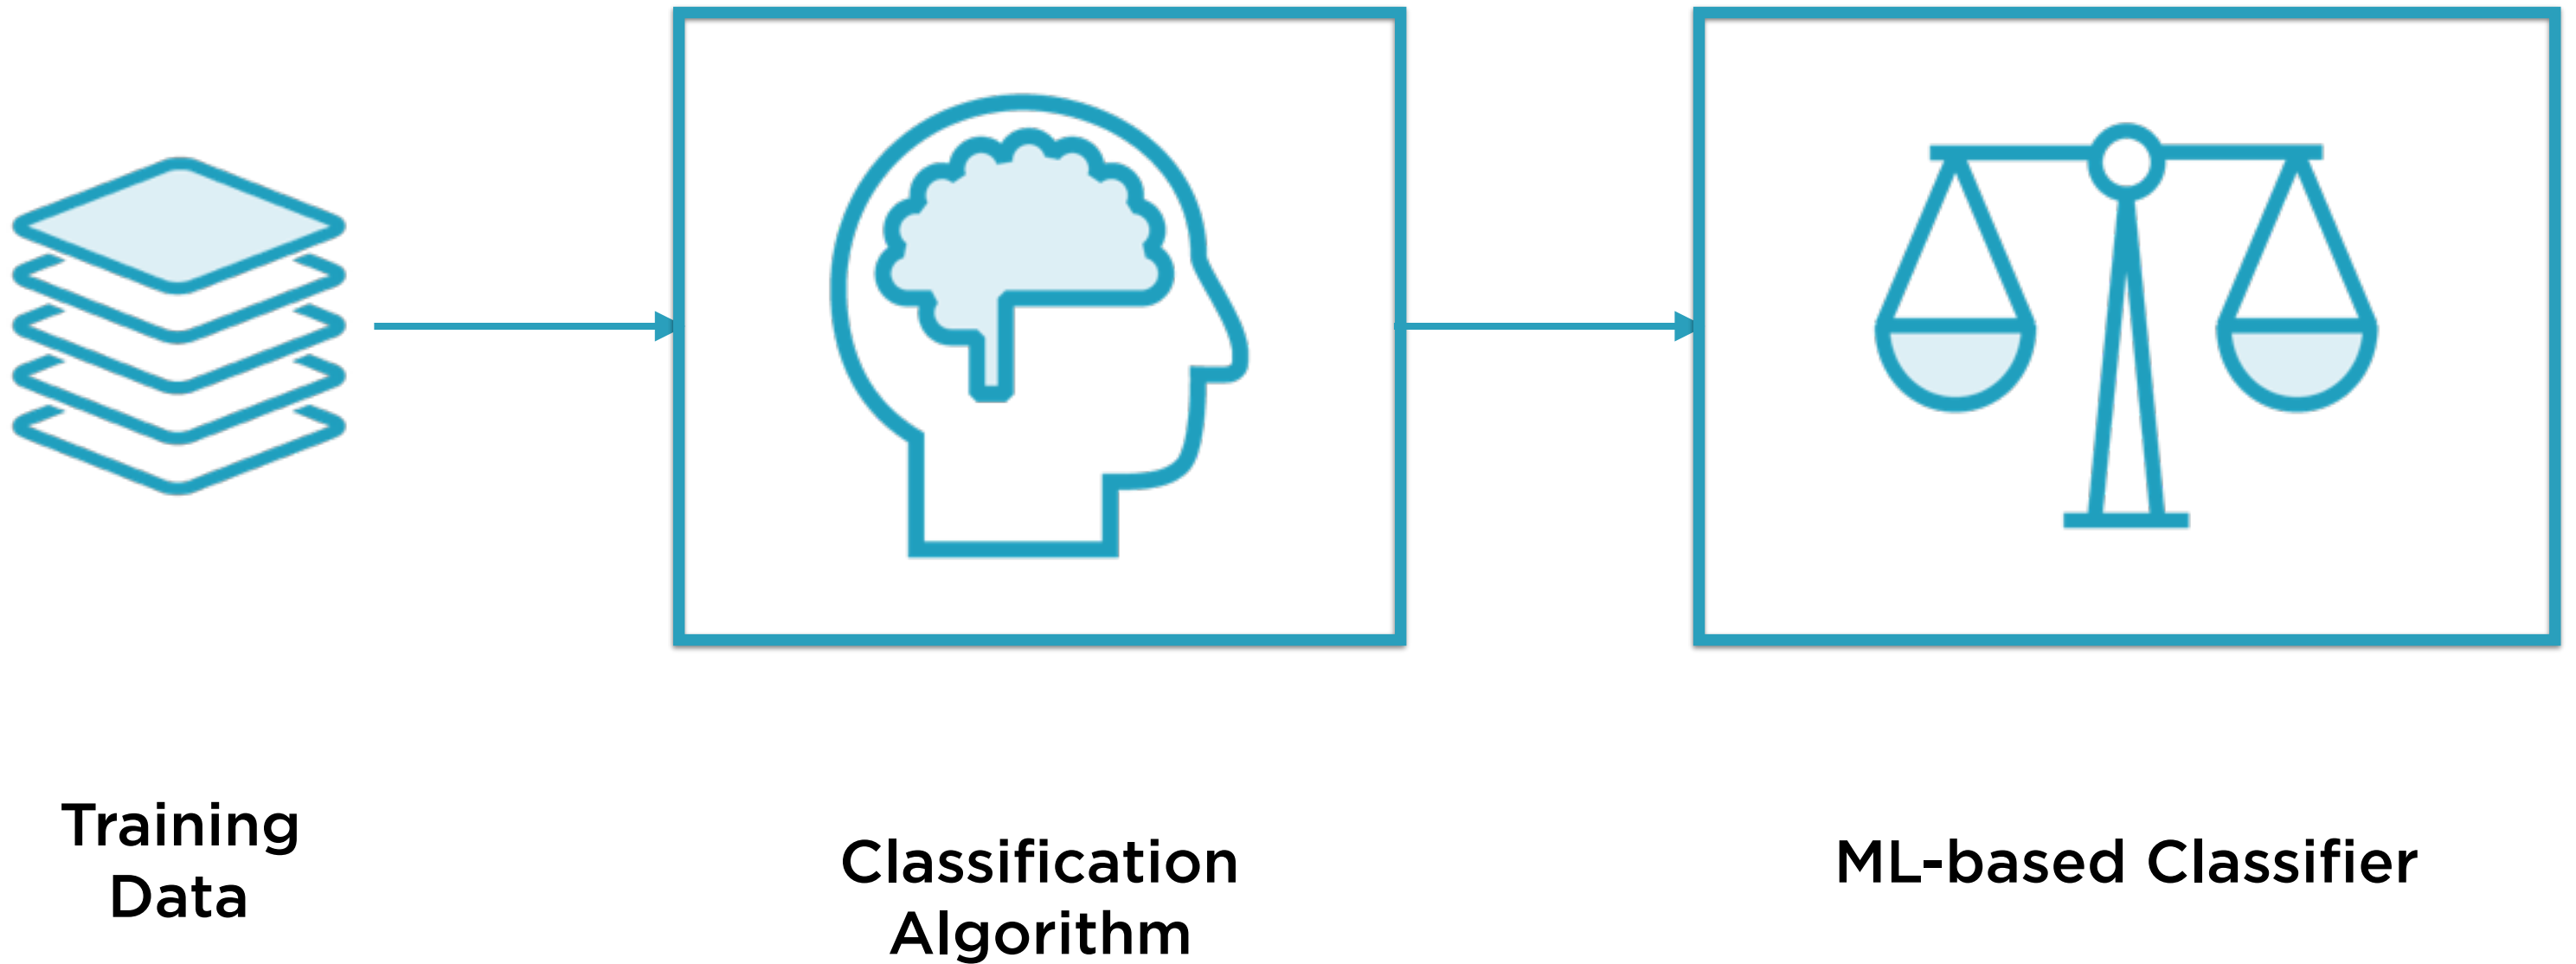 Training
Data
Classification
Algorithm
ML-based Classifier